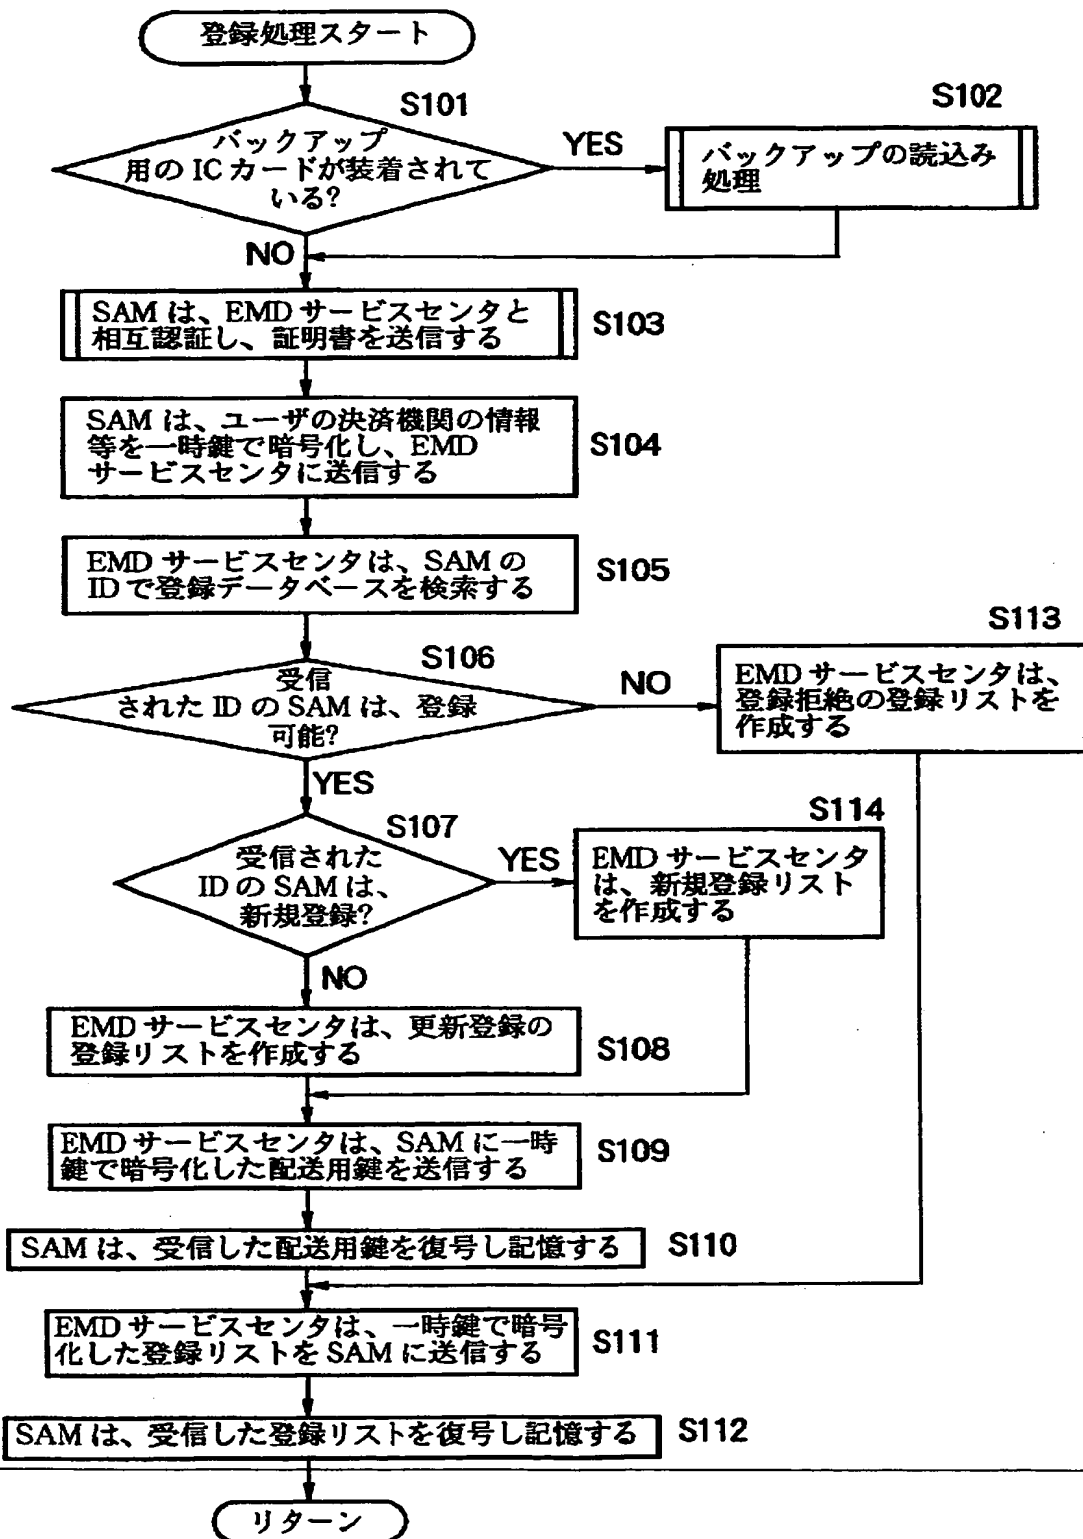 登録処理スタート
S101
バックアップ
用の IC カードが装着されて
いる?
YES
S102
バックアップの読込み
処理
NO
SAM は、EMD サービスセンタと
相互認証し、証明書を送信する
S103
SAM は、ユーザの決済機関の情報
等を一時鍵で暗号化し、EMD
サービスセンタに送信する
S104
EMD サービスセンタは、SAM の
ID で登録データベースを検索する
S105
S106
受信
された ID の SAM は、登録
可能?
NO
S113
EMD サービスセンタは、
登録拒絶の登録リストを
作成する
YES
S107
受信された
ID の SAM は、
新規登録?
YES
S114
EMD サービスセンタ
は、新規登録リスト
を作成する
NO
EMD サービスセンタは、更新登録の
登録リストを作成する
S108
EMD サービスセンタは、SAM に一時
鍵で暗号化した配送用鍵を送信する
S109
SAM は、受信した配送用鍵を復号し記憶する
S110
EMD サービスセンタは、一時鍵で暗号
化した登録リストを SAM に送信する
S111
SAM は、受信した登録リストを復号し記憶する
S112
リターン